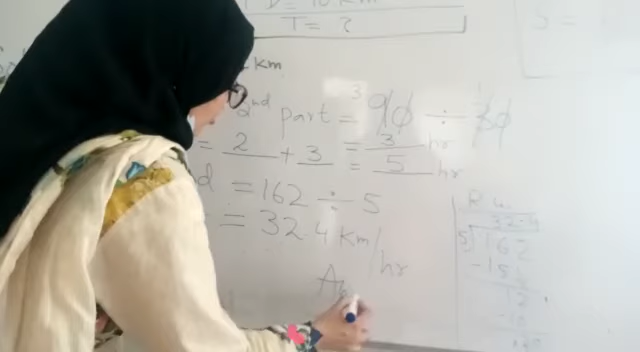 T = ?
S =
Km
2nd part = 90 ÷ 30
= 3 hr
= 2 + 3 = 5 hr
= 162 ÷ 5
= 32.4 Km/hr
A
R.w
32.4
5 162
-15
12